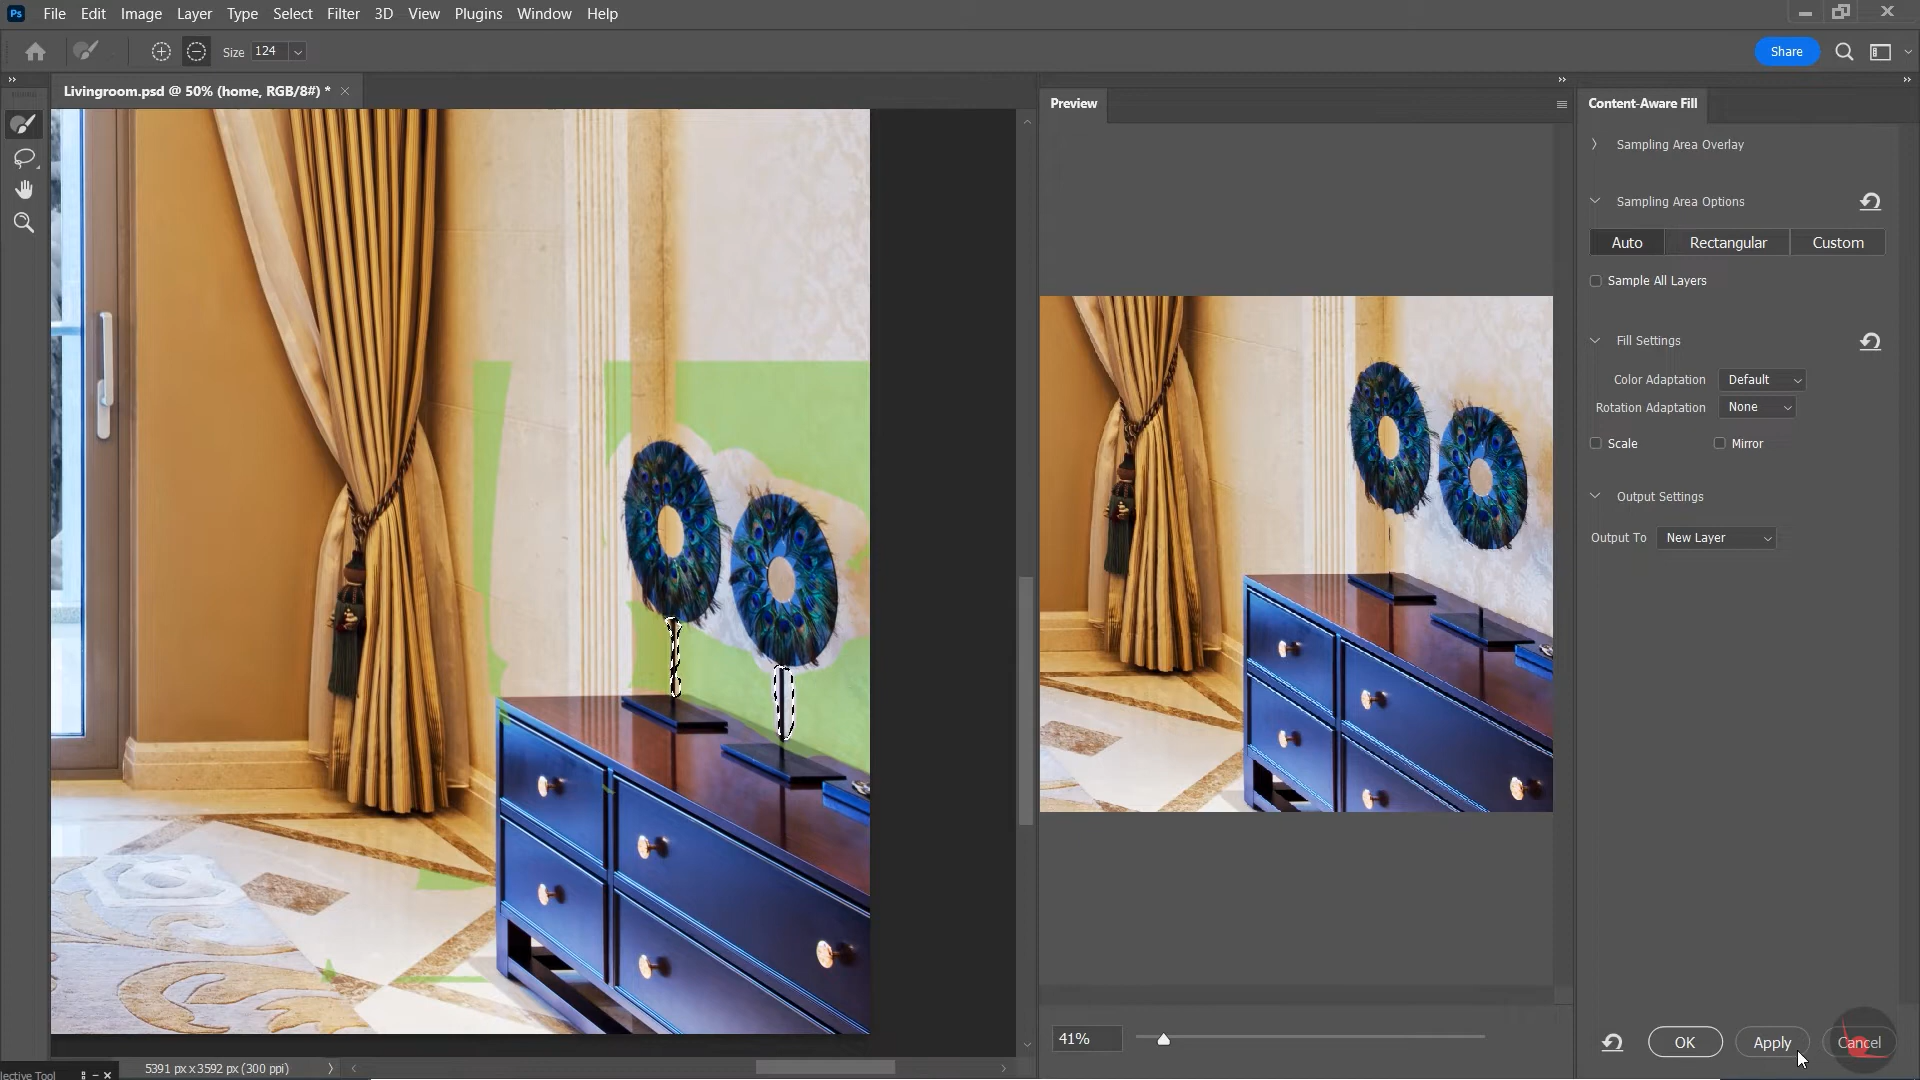 Ps File Edit Image Layer Type Select Filter 3D View Plugins Window Help
Size 124
Share
Livingroom.psd @ 50% (home, RGB/8#) *
Preview
Content-Aware Fill
Sampling Area Overlay
Sampling Area Options
Auto Rectangular Custom
Sample All Layers
Fill Settings
Color Adaptation Default
Rotation Adaptation None
Scale Mirror
Output Settings
Output To New Layer
41%
OK Apply Cancel
5391 px x 3592 px (300 ppi)
lective Tool